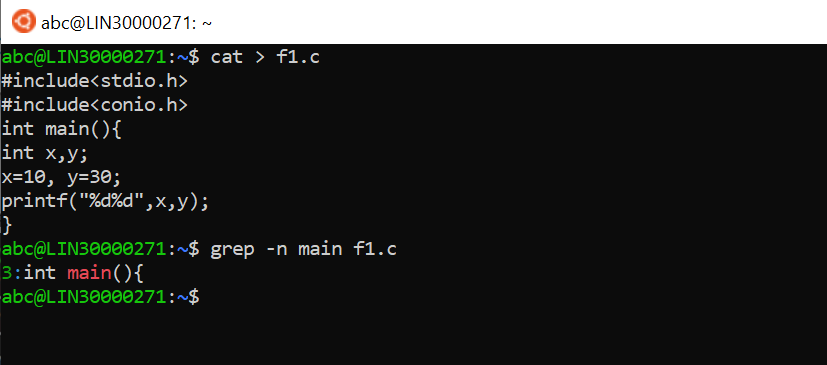 abc@LIN30000271: ~
abc@LIN30000271:~$ cat > f1.c
#include<stdio.h>
#include<conio.h>
int main(){
int x,y;
x=10, y=30;
printf("%d%d",x,y);
}
abc@LIN30000271:~$ grep -n main f1.c
3:int main(){
abc@LIN30000271:~$